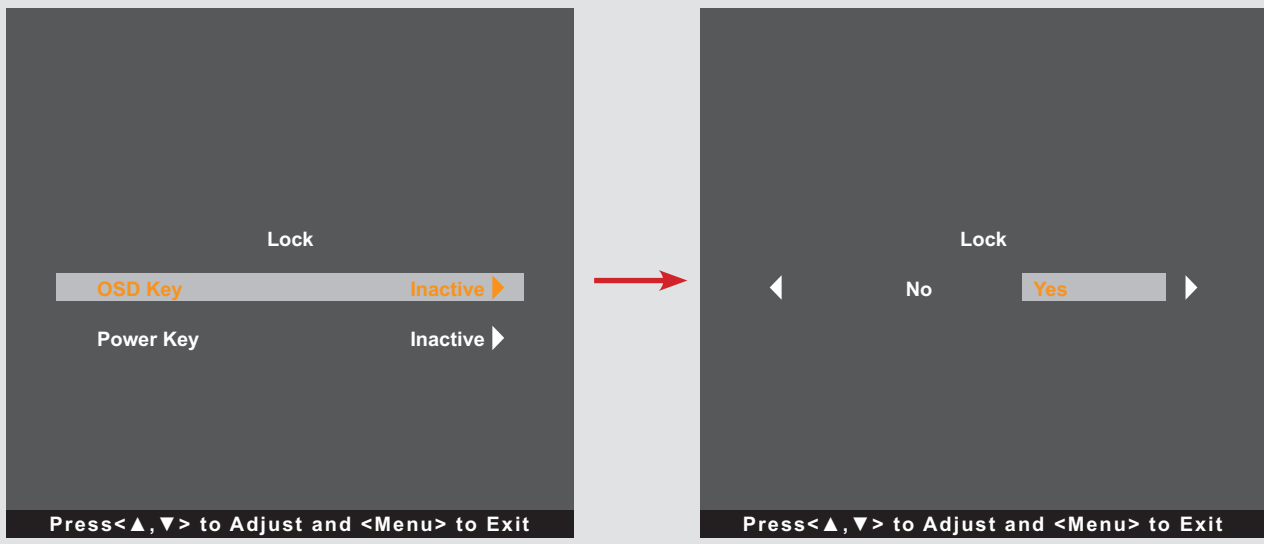 Lock
OSD Key Inactive
Power Key Inactive
Press<▲,▼> to Adjust and <Menu> to Exit
Lock
No Yes
Press<▲,▼> to Adjust and <Menu> to Exit